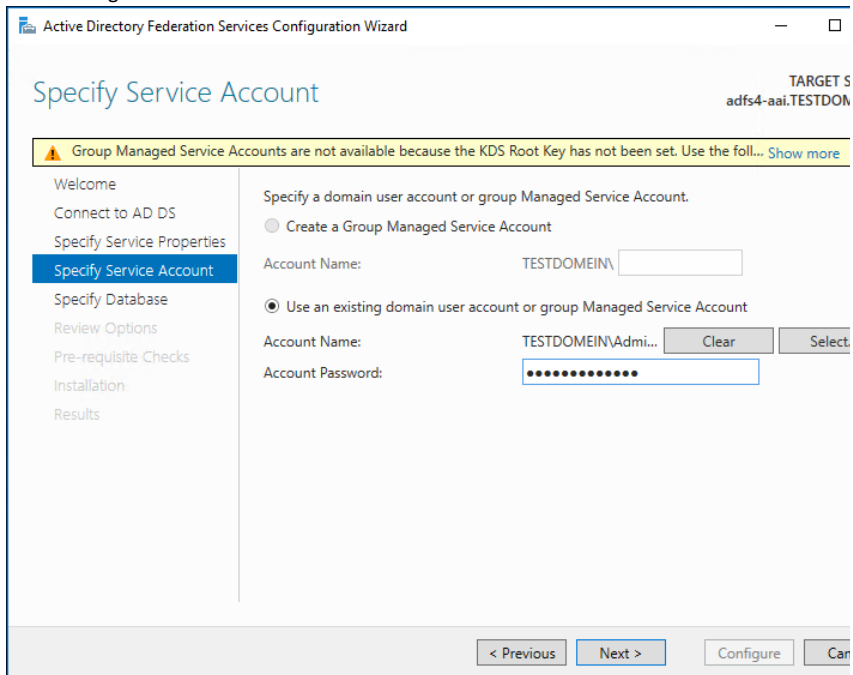 Active Directory Federation Services Configuration Wizard
Specify Service Account
TARGET S
adfs4-aai.TESTDOM
Group Managed Service Accounts are not available because the KDS Root Key has not been set. Use the foll... Show more
Welcome
Connect to AD DS
Specify Service Properties
Specify Service Account
Specify Database
Review Options
Pre-requisite Checks
Installation
Results
Specify a domain user account or group Managed Service Account.
Create a Group Managed Service Account
Account Name: TESTDOMEIN\
Use an existing domain user account or group Managed Service Account
Account Name: TESTDOMEIN\Admi... Clear Select.
Account Password: •••••••••••••
< Previous Next > Configure Can